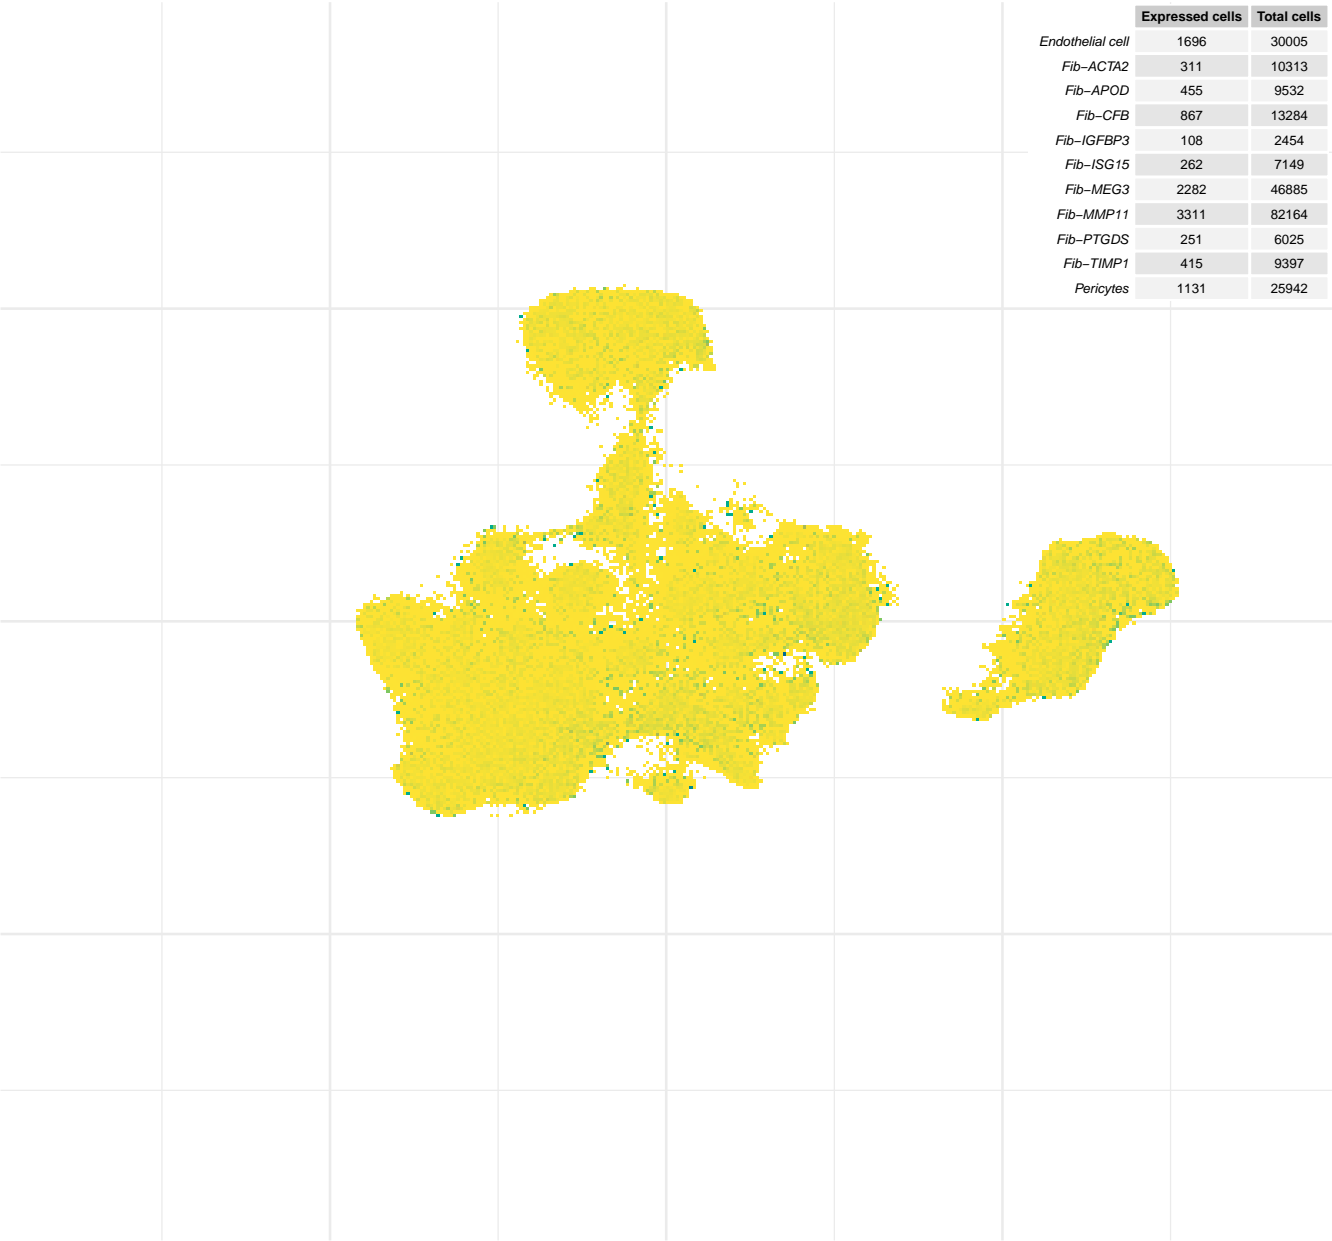 Expressed cells Total cells
Endothelial cell 1696 30005
Fib−ACTA2 311 10313
Fib−APOD 455 9532
Fib−CFB 867 13284
Fib−IGFBP3 108 2454
Fib−ISG15 262 7149
Fib−MEG3 2282 46885
Fib−MMP11 3311 82164
Fib−PTGDS 251 6025
Fib−TIMP1 415 9397
Pericytes 1131 25942